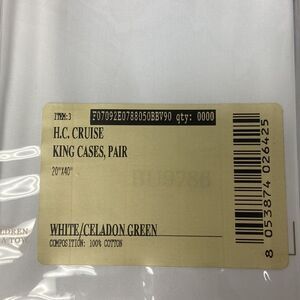 ITEM:3 F07092E0788050BBV90 qty: 0000
H.C. CRUISE
KING CASES, PAIR
20"X40"
WHITE/CELADON GREEN
COMPOSITION: 100% COTTON
8 053874 026425
A TOY